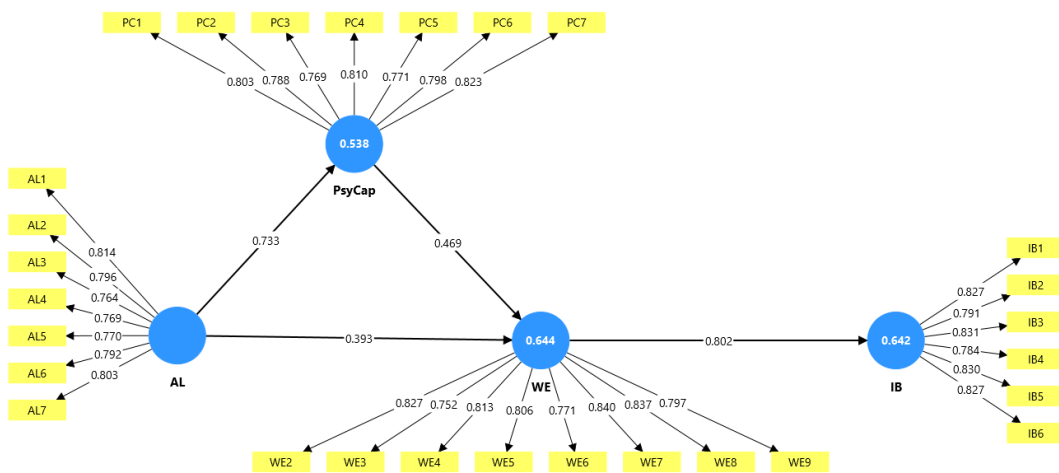 PC1 PC2 PC3 PC4 PC5 PC6 PC7
0.803 0.788 0.769 0.810 0.771 0.798 0.823
0.538
PsyCap
AL1
AL2
AL3
AL4
AL5
AL6
AL7
0.814
0.796
0.764
0.769
0.770
0.792
0.803
AL
0.733
0.469
0.393
0.644
WE
0.802
0.642
IB
0.827 0.752 0.813 0.806 0.771 0.840 0.837 0.797
WE2 WE3 WE4 WE5 WE6 WE7 WE8 WE9
0.827
0.791
0.831
0.784
0.830
0.827
IB1
IB2
IB3
IB4
IB5
IB6